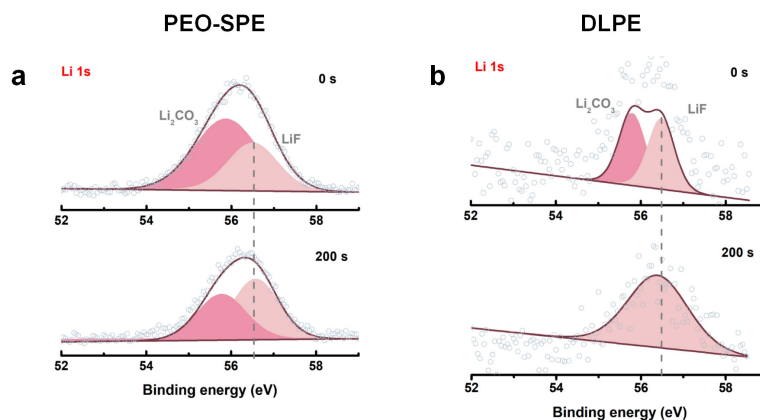 PEO-SPE
DLPE
a
Li 1s
0 s
Li₂CO₃
LiF
52 54 56 58
200 s
52 54 56 58
Binding energy (eV)
b
Li 1s
0 s
Li₂CO₃
LiF
52 54 56 58
200 s
52 54 56 58
Binding energy (eV)